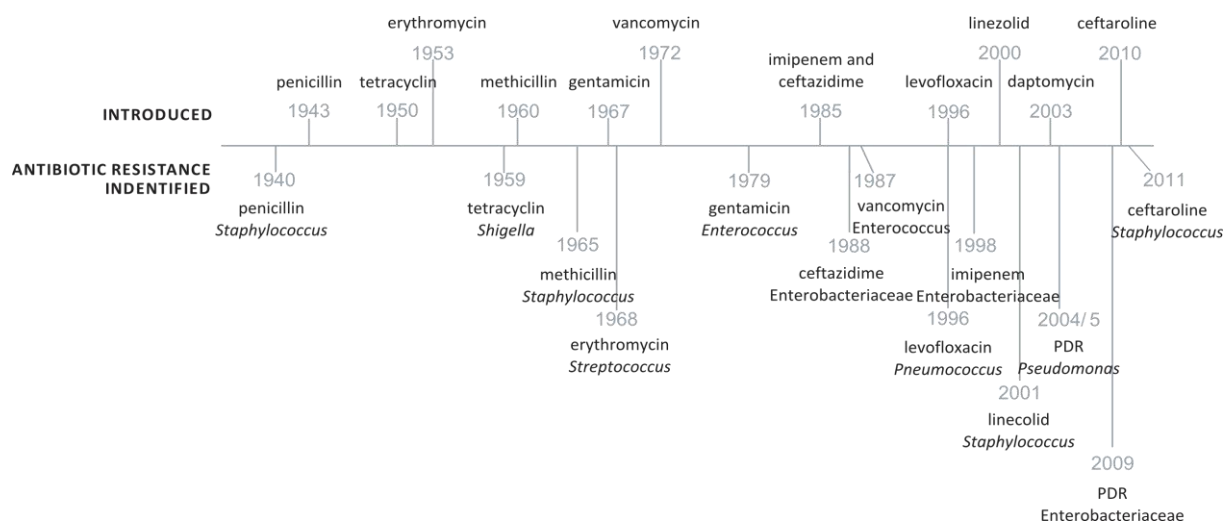 erythromycin
1953
vancomycin
1972
linezolid
2000
ceftaroline
2010
penicillin
1943
tetracyclin
1950
methicillin
1960
gentamicin
1967
imipenem and
ceftazidime
1985
levofloxacin
1996
daptomycin
2003
INTRODUCED
ANTIBIOTIC RESISTANCE
INDENTIFIED
1940
penicillin
Staphylococcus
1959
tetracyclin
Shigella
1965
methicillin
Staphylococcus
1968
erythromycin
Streptococcus
1979
gentamicin
Enterococcus
1987
vancomycin
Enterococcus
1988
ceftazidime
Enterobacteriaceae
1998
imipenem
Enterobacteriaceae
1996
levofloxacin
Pneumococcus
2004/5
PDR
Pseudomonas
2001
linecolid
Staphylococcus
2009
PDR
Enterobacteriaceae
2011
ceftaroline
Staphylococcus